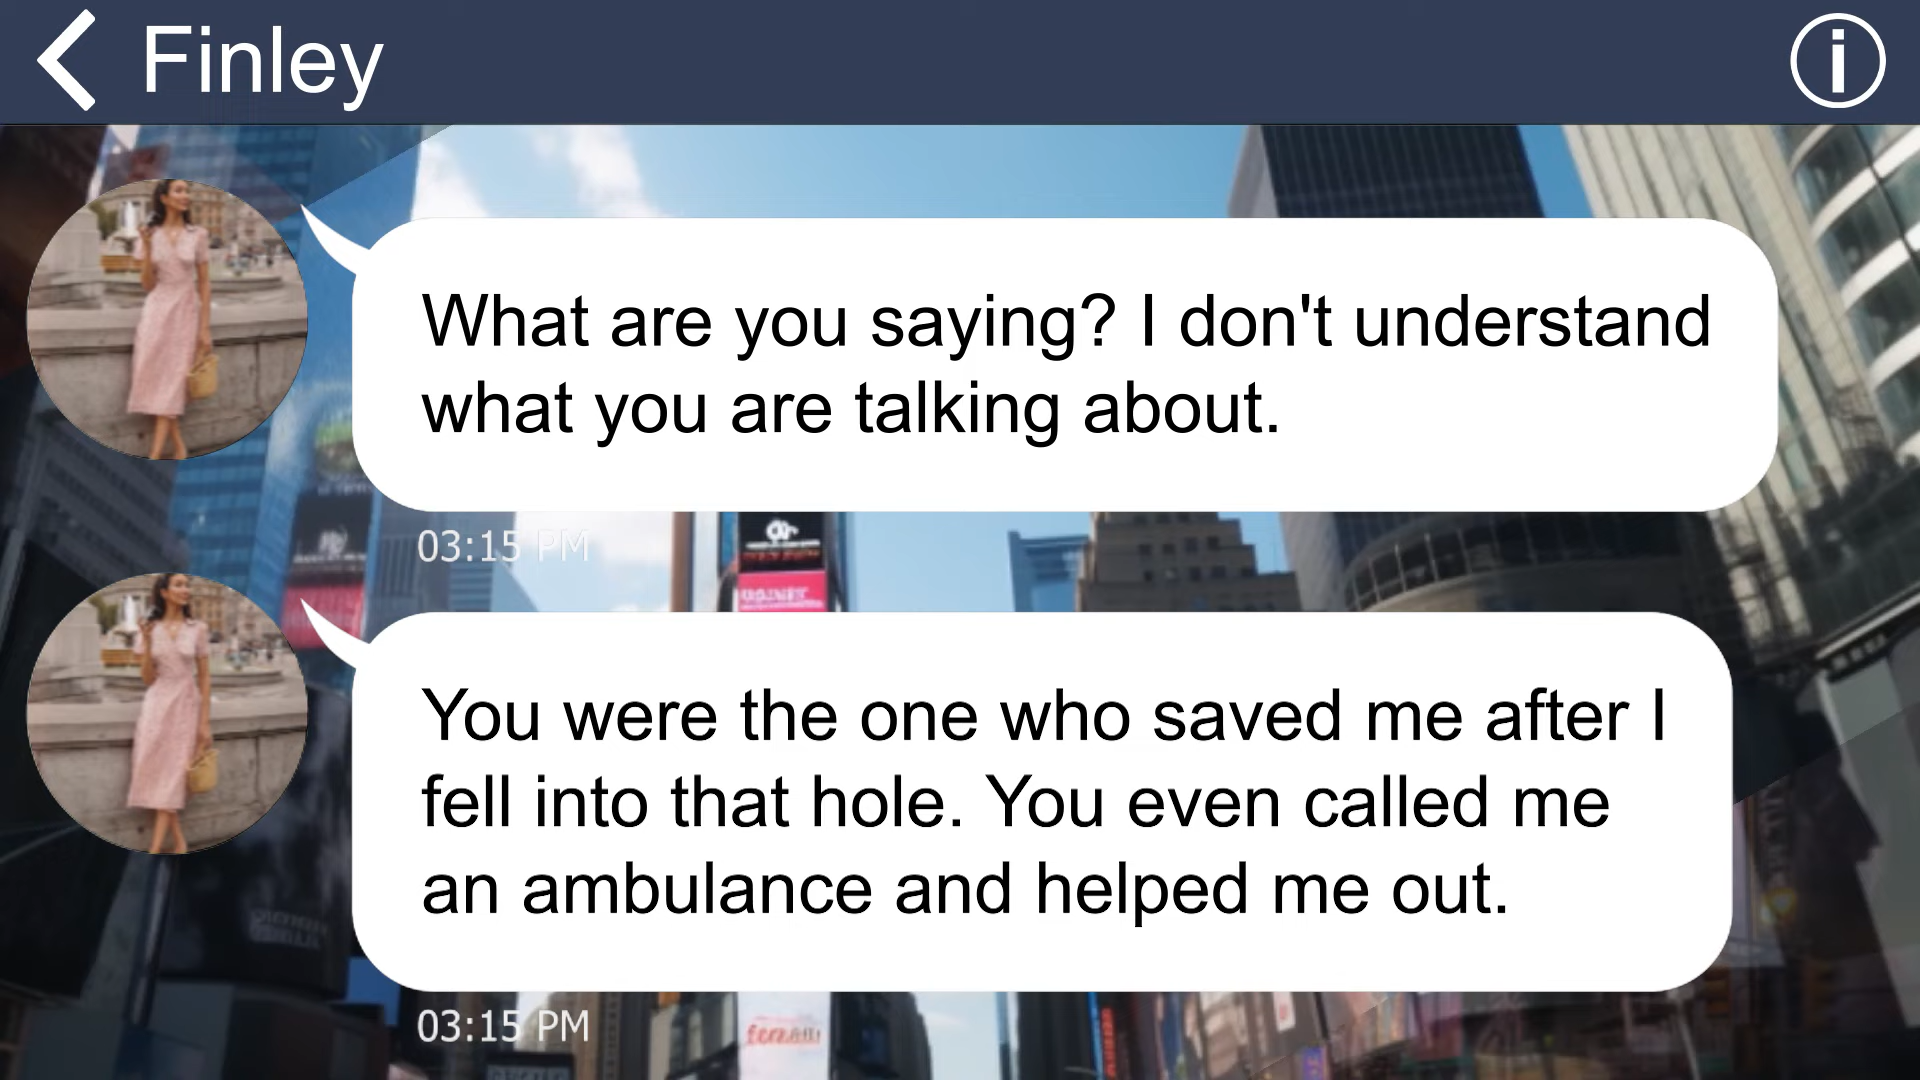 Finley
What are you saying? I don't understand
what you are talking about.
03:15 PM
You were the one who saved me after I
fell into that hole. You even called me
an ambulance and helped me out.
03:15 PM